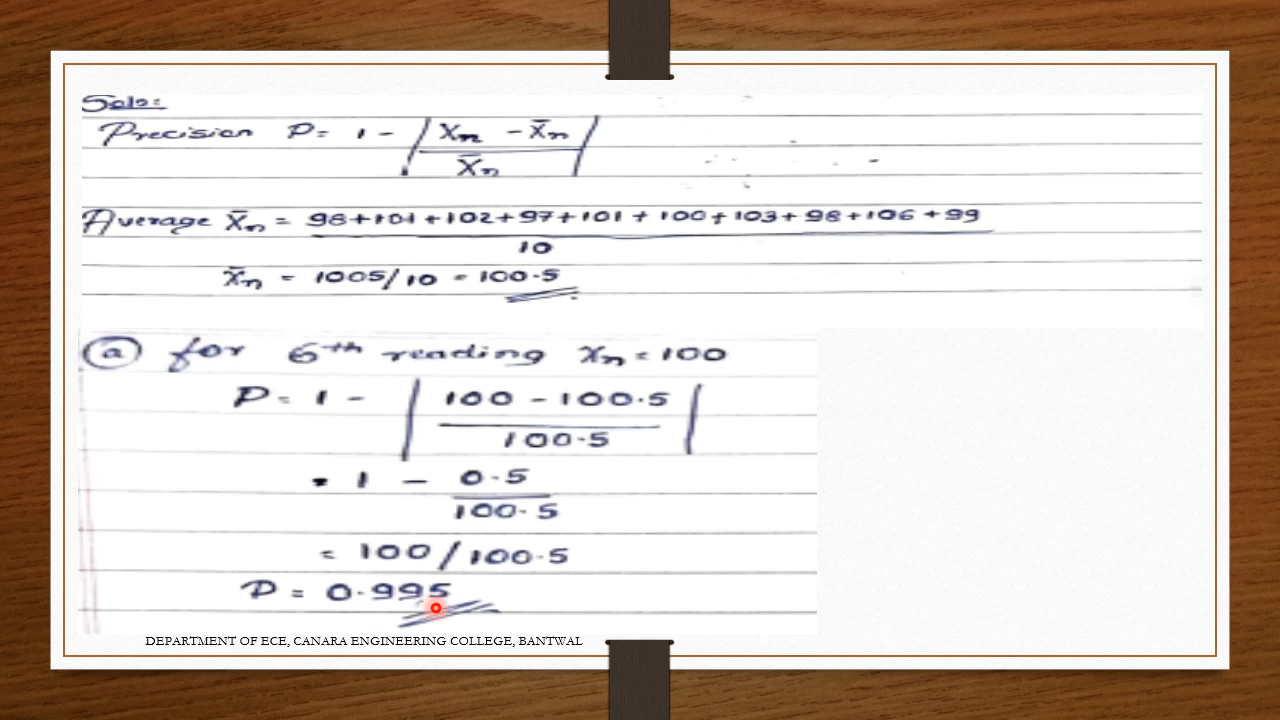 Soln:
Precision P = 1 - | Xn - X̄n / X̄n |
Average X̄n = 98+101+102+97+101+100+103+98+106+99 / 10
X̄n = 1005/10 = 100.5
(a) for 6th reading Xn = 100
P = 1 - | 100 - 100.5 / 100.5 |
= 1 - 0.5 / 100.5
= 100/100.5
P = 0.995
DEPARTMENT OF ECE, CANARA ENGINEERING COLLEGE, BANTWAL